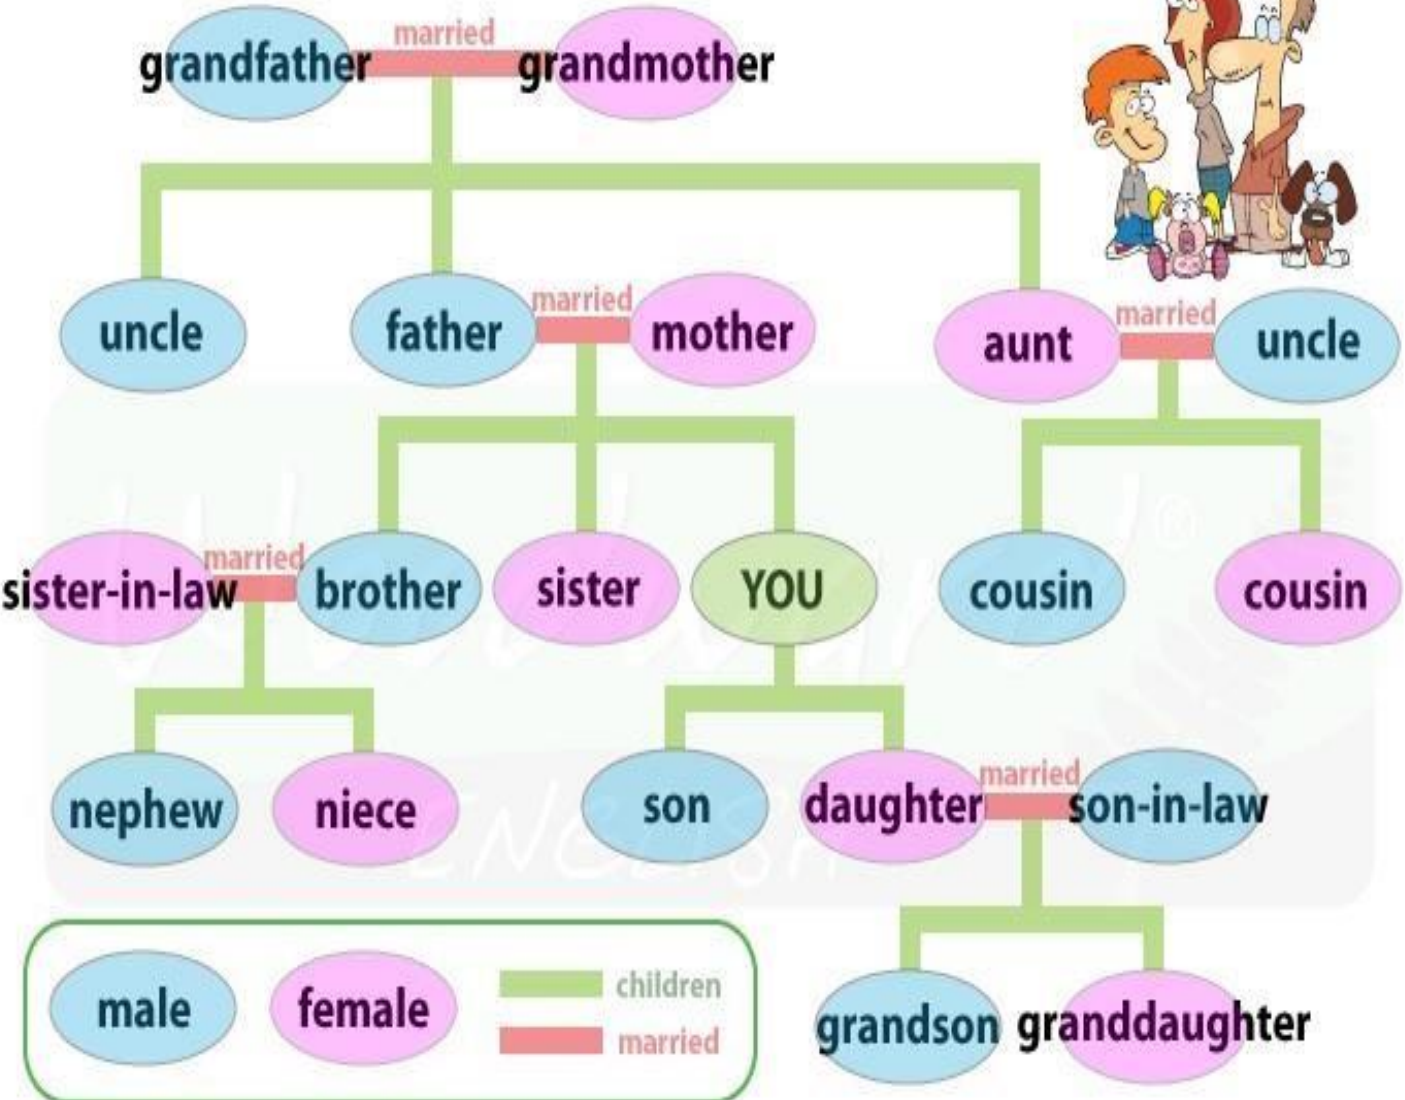 married
grandfather grandmother
married
father mother
uncle
married
aunt uncle
married
sister-in-law brother sister YOU cousin cousin
married
nephew niece son daughter son-in-law
male female
children
married
grandson granddaughter
ENGLISH